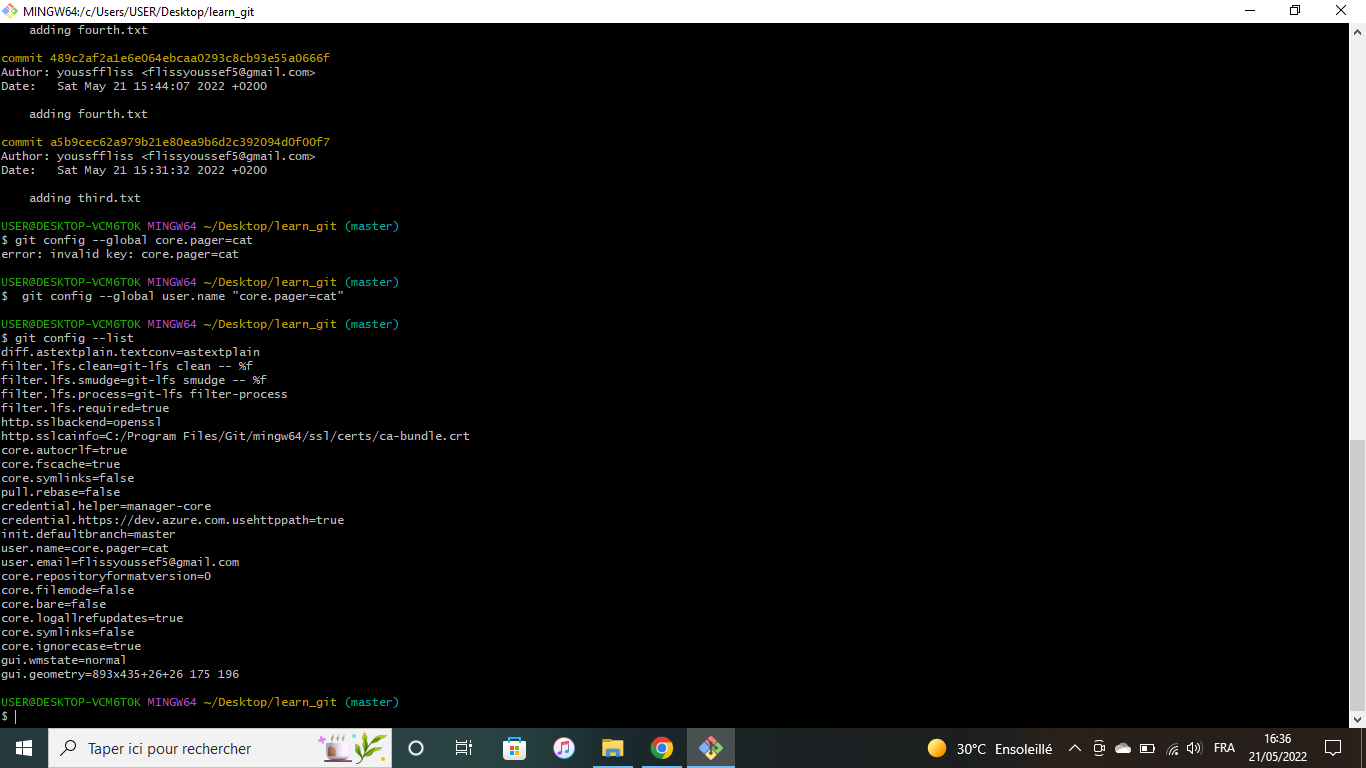 MINGW64:/c/Users/USER/Desktop/learn_git
    adding fourth.txt
commit 489c2af2a1e6e064ebcaa0293c8cb93e55a0666f
Author: youssffliss <flissyoussef5@gmail.com>
Date:   Sat May 21 15:44:07 2022 +0200
    adding fourth.txt
commit a5b9cec62a979b21e80ea9b6d2c392094d0f00f7
Author: youssffliss <flissyoussef5@gmail.com>
Date:   Sat May 21 15:31:32 2022 +0200
    adding third.txt
USER@DESKTOP-VCM6TOK MINGW64 ~/Desktop/learn_git (master)
$ git config --global core.pager=cat
error: invalid key: core.pager=cat
USER@DESKTOP-VCM6TOK MINGW64 ~/Desktop/learn_git (master)
$  git config --global user.name "core.pager=cat"
USER@DESKTOP-VCM6TOK MINGW64 ~/Desktop/learn_git (master)
$ git config --list
diff.astextplain.textconv=astextplain
filter.lfs.clean=git-lfs clean -- %f
filter.lfs.smudge=git-lfs smudge -- %f
filter.lfs.process=git-lfs filter-process
filter.lfs.required=true
http.sslbackend=openssl
http.sslcainfo=C:/Program Files/Git/mingw64/ssl/certs/ca-bundle.crt
core.autocrlf=true
core.fscache=true
core.symlinks=false
pull.rebase=false
credential.helper=manager-core
credential.https://dev.azure.com.usehttppath=true
init.defaultbranch=master
user.name=core.pager=cat
user.email=flissyoussef5@gmail.com
core.repositoryformatversion=0
core.filemode=false
core.bare=false
core.logallrefupdates=true
core.symlinks=false
core.ignorecase=true
gui.wmstate=normal
gui.geometry=893x435+26+26 175 196
USER@DESKTOP-VCM6TOK MINGW64 ~/Desktop/learn_git (master)
$
Taper ici pour rechercher
30°C Ensoleillé
FRA
16:36
21/05/2022